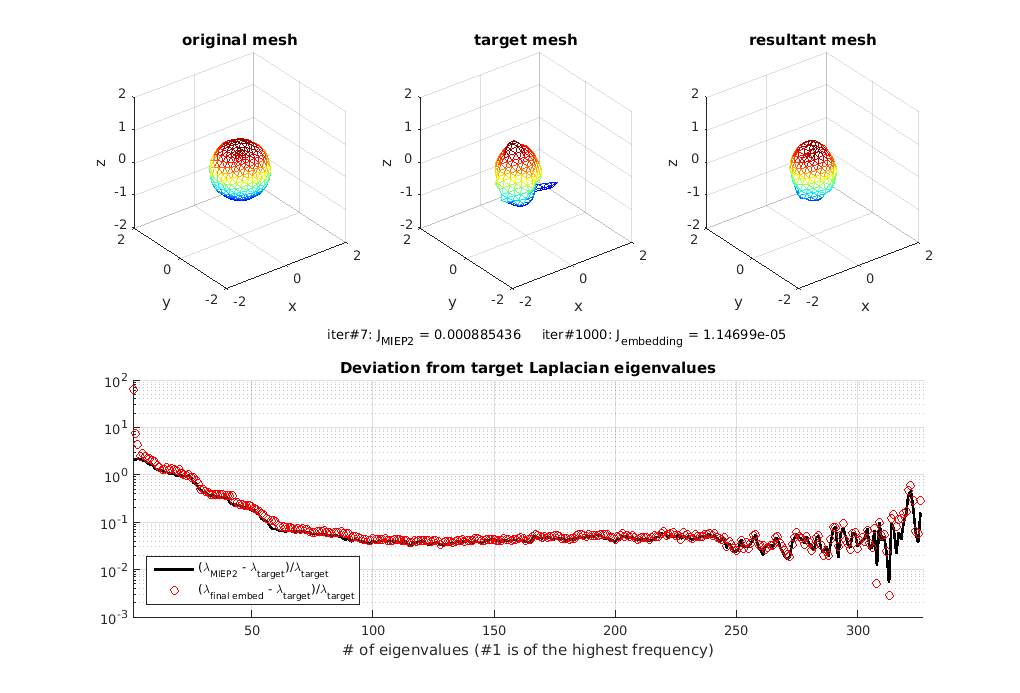 original mesh
target mesh
resultant mesh
2
1
0
-1
-2
z
2
0
-2
y
-2
0
2
x
2
1
0
-1
-2
z
2
0
-2
y
-2
0
2
x
2
1
0
-1
-2
z
2
0
-2
y
-2
0
2
x
iter#7: J_MIEP2 = 0.000885436 iter#1000: J_embedding = 1.14699e-05
Deviation from target Laplacian eigenvalues
10^2
10^1
10^0
10^-1
10^-2
10^-3
(λ_MIEP2 - λ_target)/λ_target
(λ_final embed - λ_target)/λ_target
50
100
150
200
250
300
# of eigenvalues (#1 is of the highest frequency)